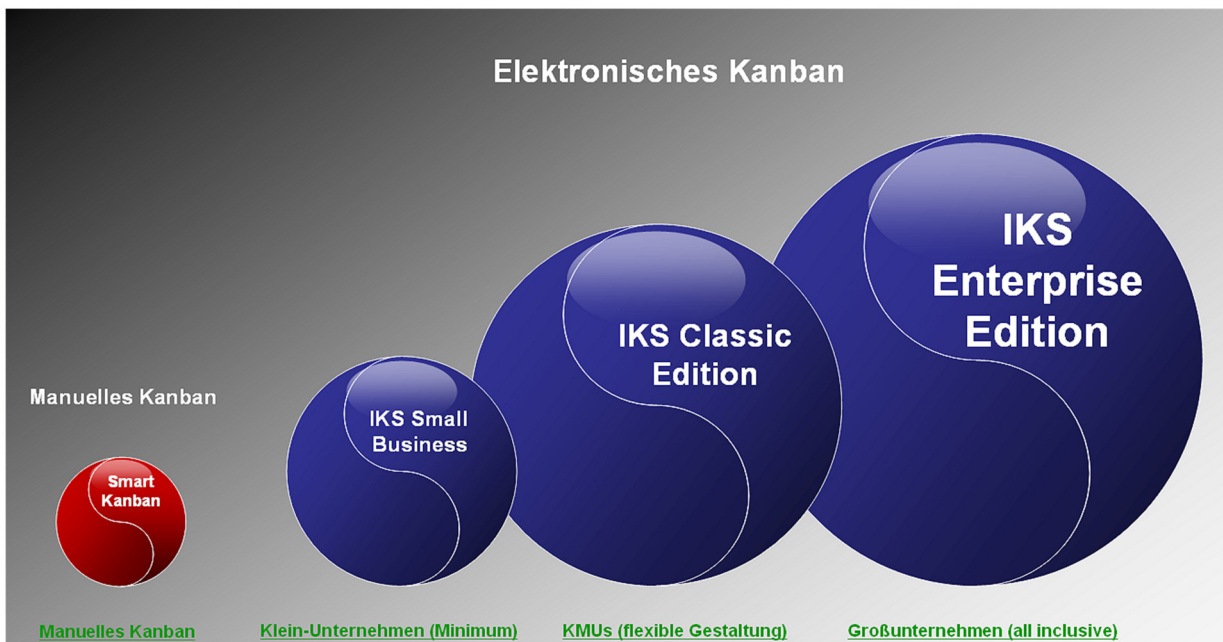 Elektronisches Kanban
IKS
Enterprise
Edition
IKS Classic
Edition
Manuelles Kanban
IKS Small
Business
Smart
Kanban
Manuelles Kanban
Klein-Unternehmen (Minimum)
KMUs (flexible Gestaltung)
Großunternehmen (all inclusive)